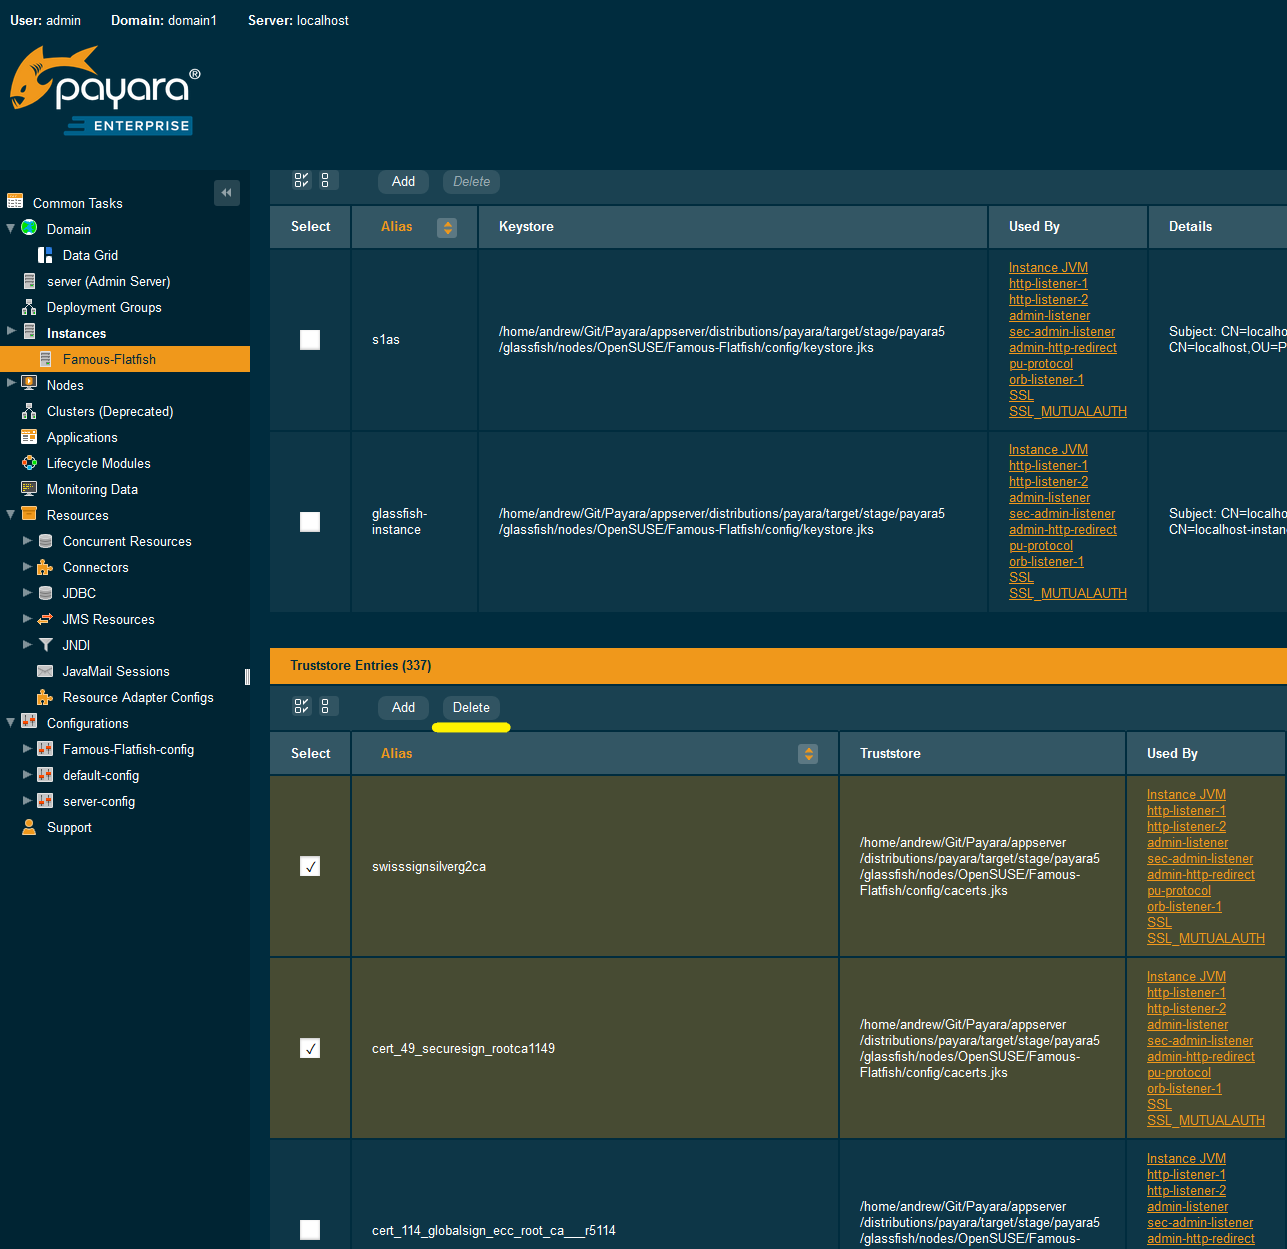 User: admin Domain: domain1 Server: localhost
payara®
ENTERPRISE
Common Tasks
Domain
Data Grid
server (Admin Server)
Deployment Groups
Instances
Famous-Flatfish
Nodes
Clusters (Deprecated)
Applications
Lifecycle Modules
Monitoring Data
Resources
Concurrent Resources
Connectors
JDBC
JMS Resources
JNDI
JavaMail Sessions
Resource Adapter Configs
Configurations
Famous-Flatfish-config
default-config
server-config
Support
Add Delete
Select Alias Keystore Used By Details
s1as
/home/andrew/Git/Payara/appserver/distributions/payara/target/stage/payara5
/glassfish/nodes/OpenSUSE/Famous-Flatfish/config/keystore.jks
Instance JVM
http-listener-1
http-listener-2
admin-listener
sec-admin-listener
admin-http-redirect
pu-protocol
orb-listener-1
SSL
SSL_MUTUALAUTH
Subject: CN=localho
CN=localhost,OU=P
glassfish-
instance
/home/andrew/Git/Payara/appserver/distributions/payara/target/stage/payara5
/glassfish/nodes/OpenSUSE/Famous-Flatfish/config/keystore.jks
Instance JVM
http-listener-1
http-listener-2
admin-listener
sec-admin-listener
admin-http-redirect
pu-protocol
orb-listener-1
SSL
SSL_MUTUALAUTH
Subject: CN=localho
CN=localhost-instan
Truststore Entries (337)
Add Delete
Select Alias Truststore Used By
swisssignsilverg2ca
/home/andrew/Git/Payara/appserver
/distributions/payara/target/stage/payara5
/glassfish/nodes/OpenSUSE/Famous-
Flatfish/config/cacerts.jks
Instance JVM
http-listener-1
http-listener-2
admin-listener
sec-admin-listener
admin-http-redirect
pu-protocol
orb-listener-1
SSL
SSL_MUTUALAUTH
cert_49_securesign_rootca1149
/home/andrew/Git/Payara/appserver
/distributions/payara/target/stage/payara5
/glassfish/nodes/OpenSUSE/Famous-
Flatfish/config/cacerts.jks
Instance JVM
http-listener-1
http-listener-2
admin-listener
sec-admin-listener
admin-http-redirect
pu-protocol
orb-listener-1
SSL
SSL_MUTUALAUTH
cert_114_globalsign_ecc_root_ca___r5114
/home/andrew/Git/Payara/appserver
/distributions/payara/target/stage/payara5
/glassfish/nodes/OpenSUSE/Famous-
Instance JVM
http-listener-1
http-listener-2
admin-listener
sec-admin-listener
admin-http-redirect